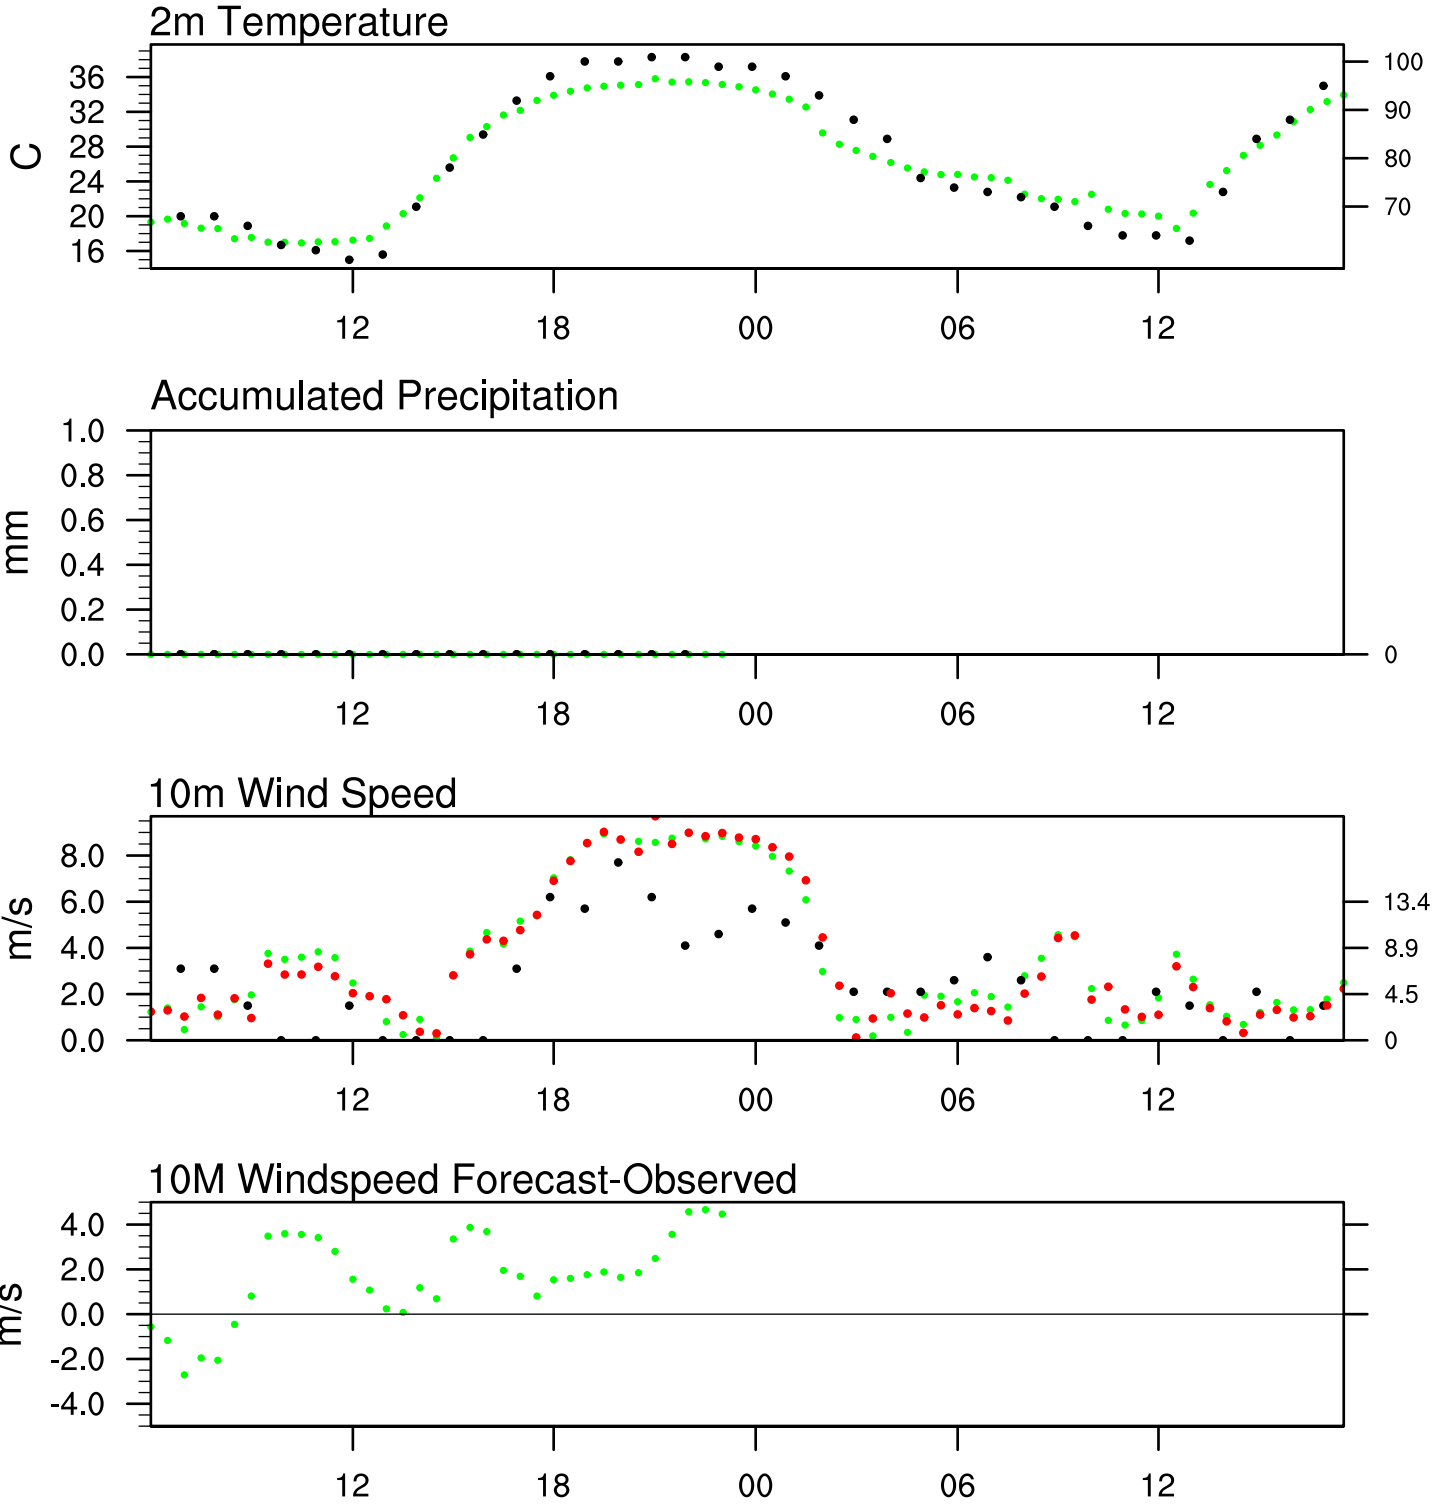 2m Temperature
C
36
32
28
24
20
16
100
90
80
70
12 18 00 06 12
Accumulated Precipitation
mm
1.0
0.8
0.6
0.4
0.2
0.0
0
12 18 00 06 12
10m Wind Speed
m/s
8.0
6.0
4.0
2.0
0.0
13.4
8.9
4.5
0
12 18 00 06 12
10M Windspeed Forecast-Observed
m/s
4.0
2.0
0.0
-2.0
-4.0
12 18 00 06 12